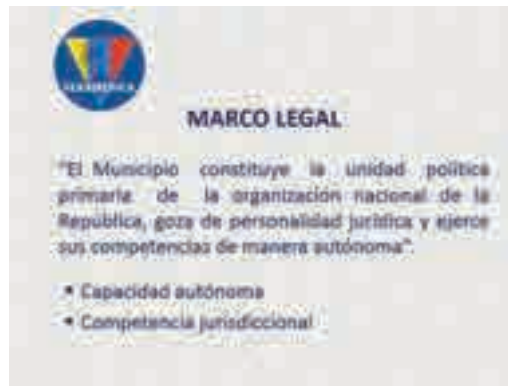 MARCO LEGAL
"El Municipio constituye la unidad política
primaria de la organización nacional de la
República, goza de personalidad jurídica y ejerce
sus competencias de manera autónoma".
• Capacidad autónoma
• Competencia jurisdiccional